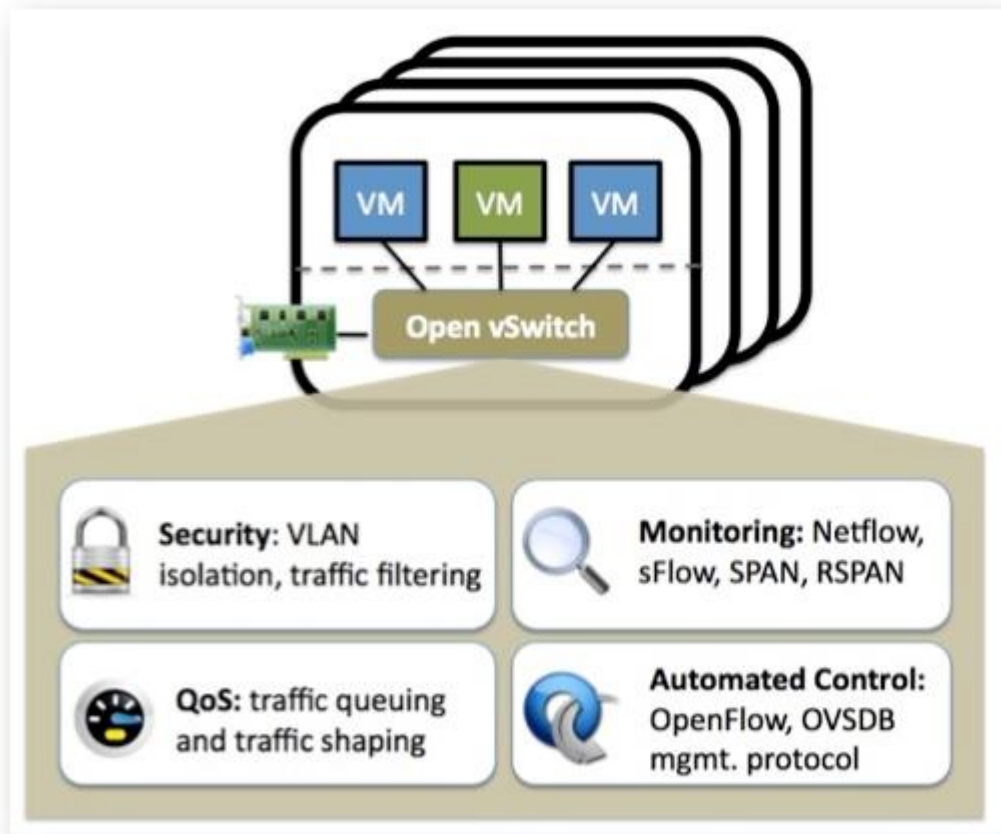 VM VM VM
Open vSwitch
Security: VLAN
isolation, traffic filtering
Monitoring: Netflow,
sFlow, SPAN, RSPAN
QoS: traffic queuing
and traffic shaping
Automated Control:
OpenFlow, OVSDB
mgmt. protocol